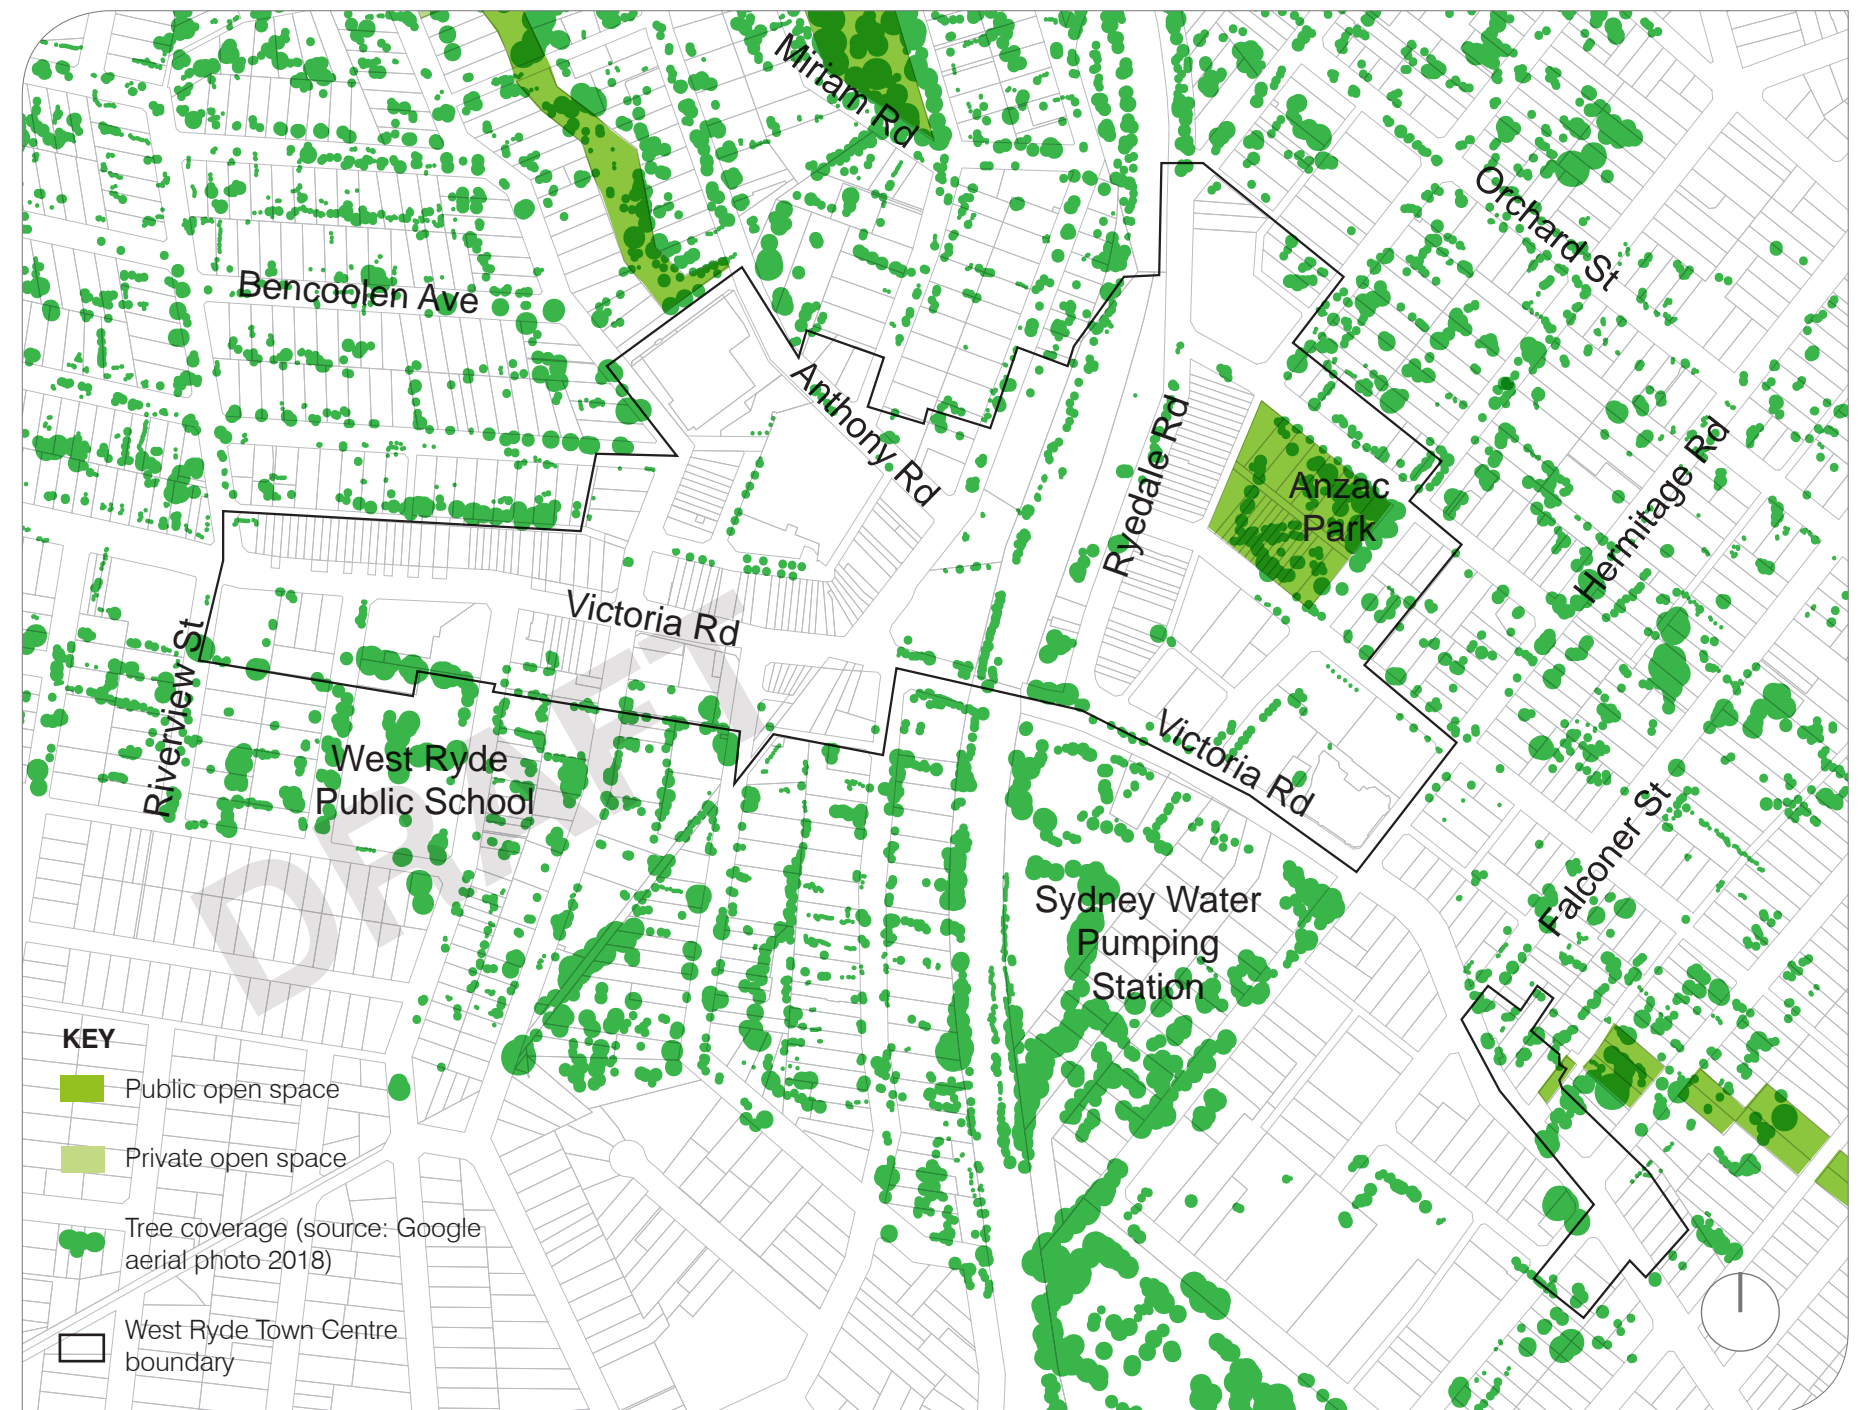 Miriam Rd
Orchard St
Bencoolen Ave
Anthony Rd
Ryedale Rd
Anzac
Park
Hermitage Rd
Victoria Rd
Riverview St
West Ryde
Public School
Victoria Rd
Falconer St
Sydney Water
Pumping
Station
DRAFT
KEY
Public open space
Private open space
Tree coverage (source: Google
aerial photo 2018)
West Ryde Town Centre
boundary